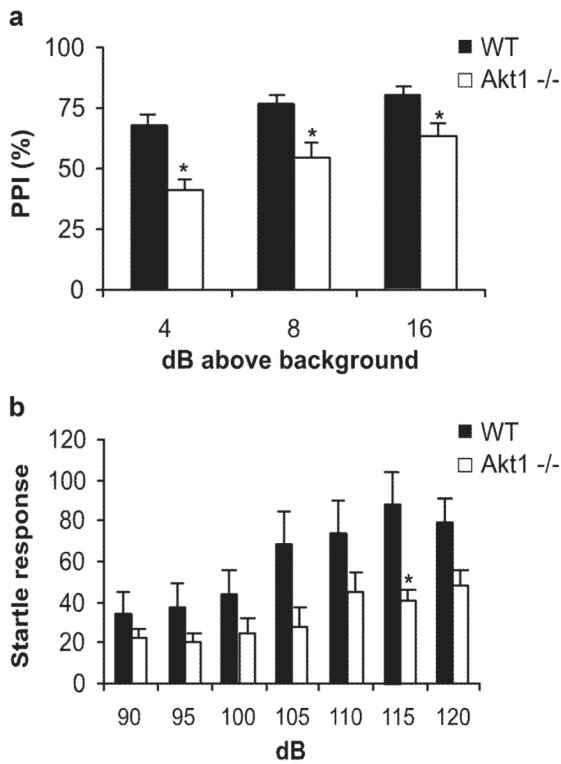 a
100
75
50
25
0
PPI (%)
WT
Akt1 -/-
*
*
*
4 8 16
dB above background
b
120
100
80
60
40
20
0
Startle response
WT
Akt1 -/-
*
90 95 100 105 110 115 120
dB